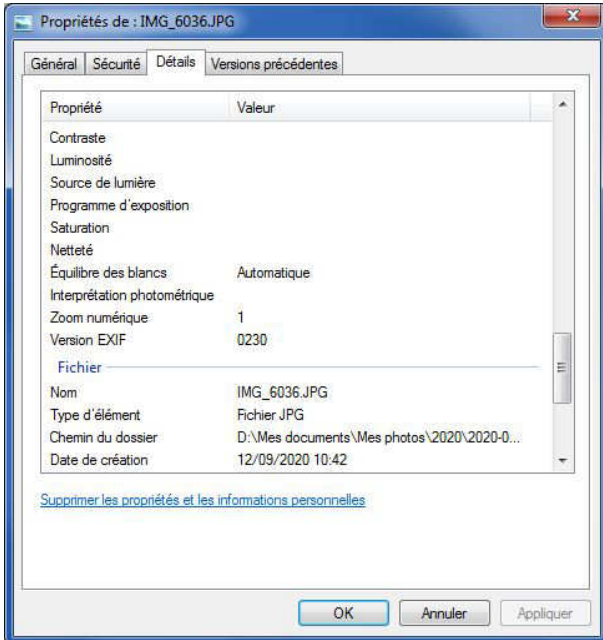 Propriétés de : IMG_6036.JPG
Général Sécurité Détails Versions précédentes
Propriété Valeur
Contraste
Luminosité
Source de lumière
Programme d'exposition
Saturation
Netteté
Équilibre des blancs Automatique
Interprétation photométrique
Zoom numérique 1
Version EXIF 0230
Fichier
Nom IMG_6036.JPG
Type d'élément Fichier JPG
Chemin du dossier D:\Mes documents\Mes photos\2020\2020-0...
Date de création 12/09/2020 10:42
Supprimer les propriétés et les informations personnelles
OK Annuler Appliquer